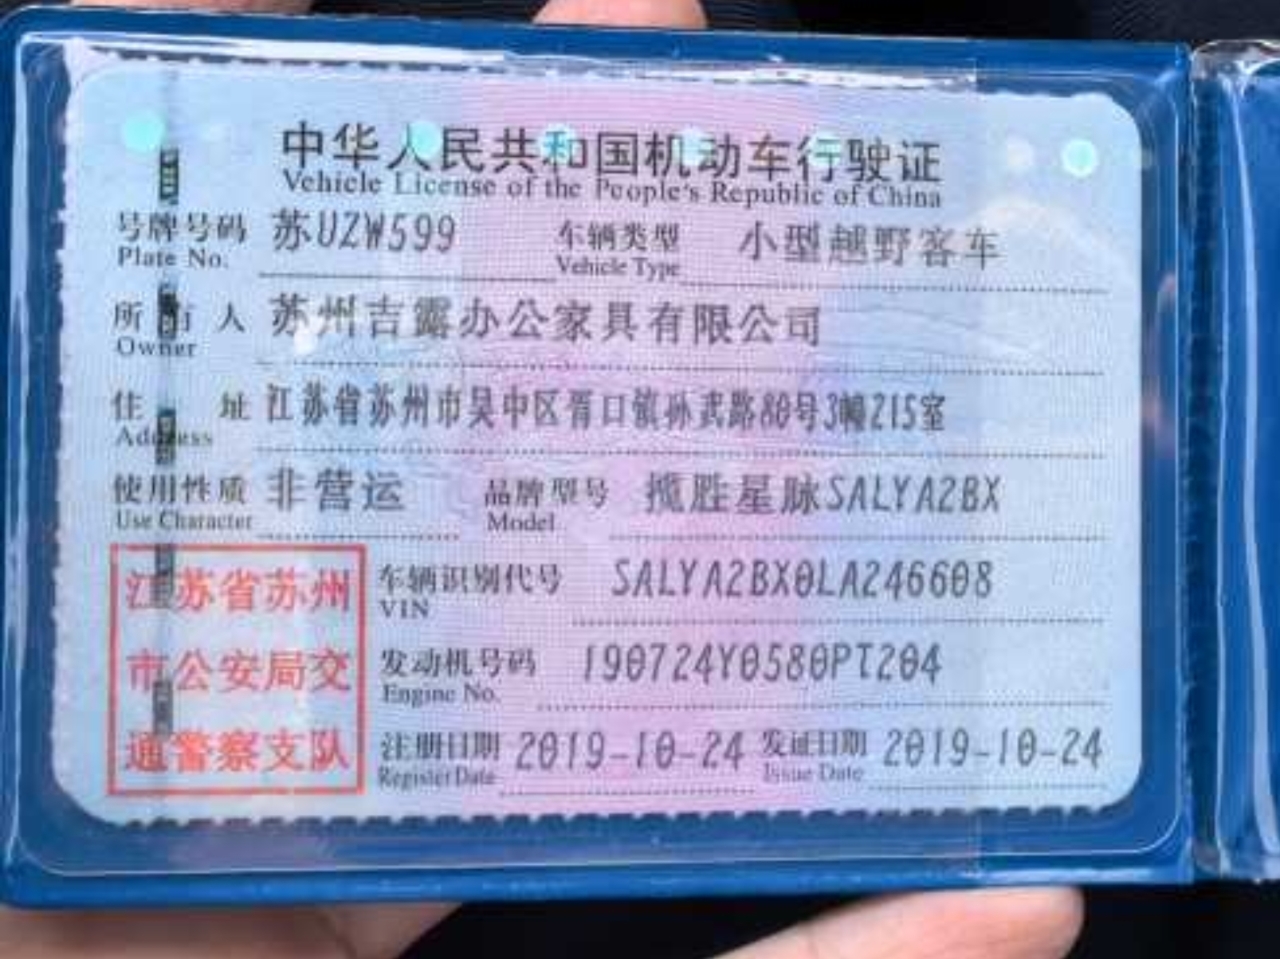 中华人民共和国机动车行驶证
Vehicle License of the People's Republic of China
号牌号码 苏UZW599 车辆类型 小型越野客车
Plate No. Vehicle Type
所有人 苏州吉露办公家具有限公司
Owner
住址 江苏省苏州市吴中区胥口镇孙武路80号3幢215室
Address
使用性质 非营运 品牌型号 揽胜星脉SALYA2BX
Use Character Model
江苏省苏州 车辆识别代号 SALYA2BX0LA246608
VIN
市公安局交 发动机号码 190724Y0580PT204
Engine No.
通警察支队 注册日期 2019-10-24 发证日期 2019-10-24
Register Date Issue Date